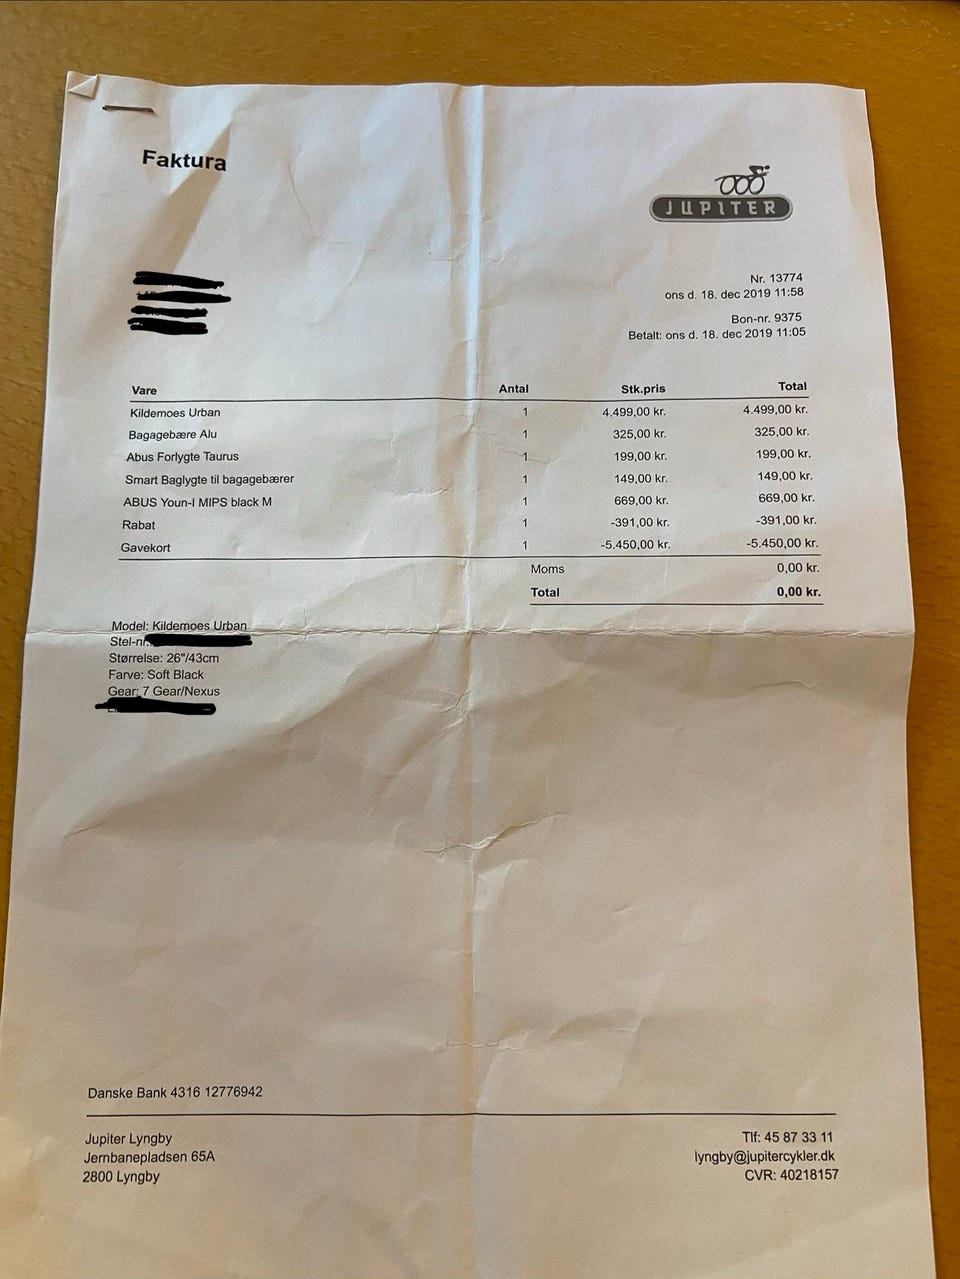 Faktura
JUPITER
Nr. 13774
ons d. 18. dec 2019 11:58
Bon-nr. 9375
Betalt: ons d. 18. dec 2019 11:05
Vare Antal Stk.pris Total
Kildemoes Urban 1 4.499,00 kr. 4.499,00 kr.
Bagagebære Alu 1 325,00 kr. 325,00 kr.
Abus Forlygte Taurus 1 199,00 kr. 199,00 kr.
Smart Baglygte til bagagebærer 1 149,00 kr. 149,00 kr.
ABUS Youn-I MIPS black M 1 669,00 kr. 669,00 kr.
Rabat 1 -391,00 kr. -391,00 kr.
Gavekort 1 -5.450,00 kr. -5.450,00 kr.
Moms 0,00 kr.
Total 0,00 kr.
Model: Kildemoes Urban
Stel-nr.
Størrelse: 26"/43cm
Farve: Soft Black
Gear: 7 Gear/Nexus
Danske Bank 4316 12776942
Jupiter Lyngby
Jernbanepladsen 65A
2800 Lyngby
Tlf: 45 87 33 11
lyngby@jupitercykler.dk
CVR: 40218157